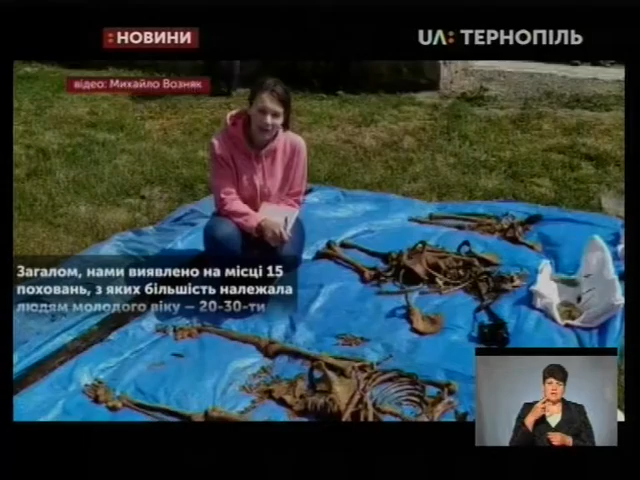 :НОВИНИ
UA: ТЕРНОПІЛЬ
відео: Михайло Возняк
Загалом, нами виявлено на місці 15
поховань, з яких більшість належала
людям молодого віку – 20-30-ти